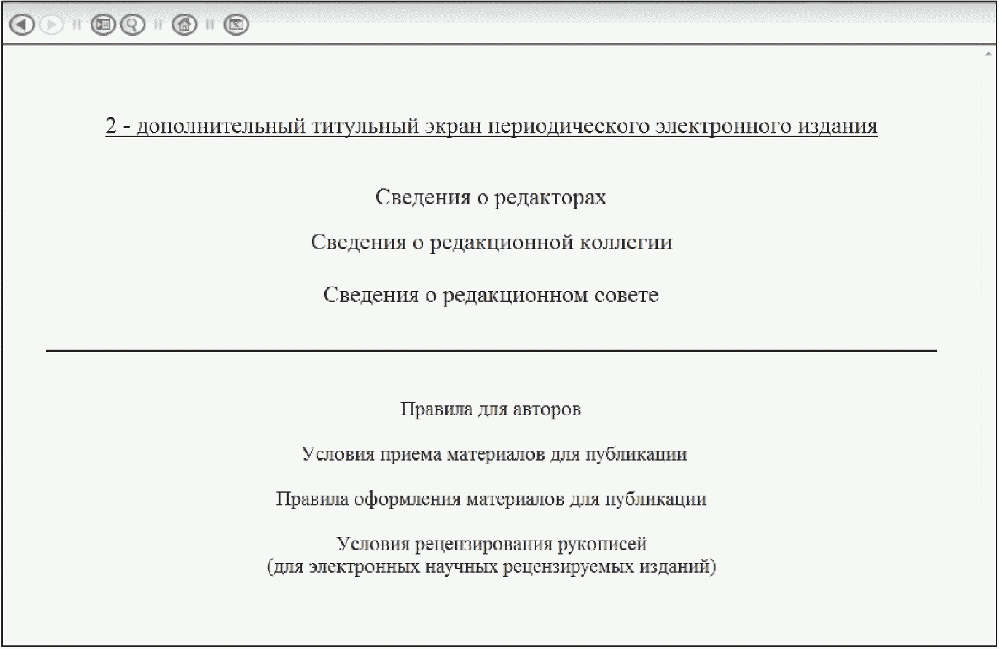 2 - дополнительный титульный экран периодического электронного издания
Сведения о редакторах
Сведения о редакционной коллегии
Сведения о редакционном совете
Правила для авторов
Условия приема материалов для публикации
Правила оформления материалов для публикации
Условия рецензирования рукописей
(для электронных научных рецензируемых изданий)